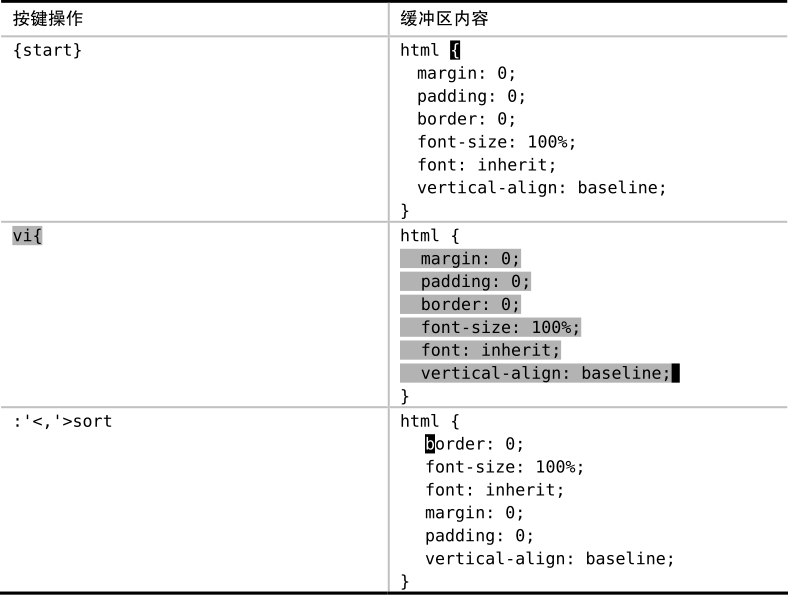 按键操作 缓冲区内容
{start} html {
margin: 0;
padding: 0;
border: 0;
font-size: 100%;
font: inherit;
vertical-align: baseline;
}
vi{ html {
margin: 0;
padding: 0;
border: 0;
font-size: 100%;
font: inherit;
vertical-align: baseline;
}
:'<,'>sort html {
border: 0;
font-size: 100%;
font: inherit;
margin: 0;
padding: 0;
vertical-align: baseline;
}